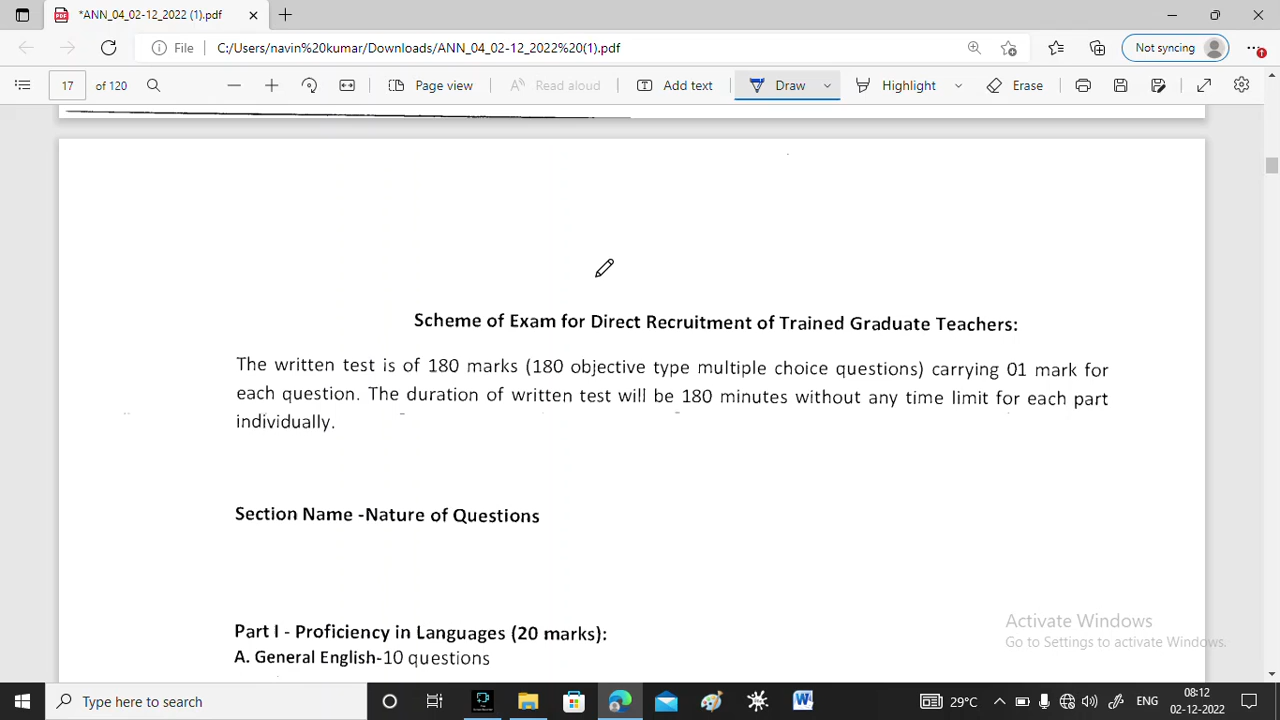 *ANN_04_02-12_2022 (1).pdf
File C:/Users/navin%20kumar/Downloads/ANN_04_02-12_2022%20(1).pdf Not syncing
17 of 120 Page view Read aloud Add text Draw Highlight Erase
Scheme of Exam for Direct Recruitment of Trained Graduate Teachers:
The written test is of 180 marks (180 objective type multiple choice questions) carrying 01 mark for
each question. The duration of written test will be 180 minutes without any time limit for each part
individually.
Section Name -Nature of Questions
Part I - Proficiency in Languages (20 marks):
A. General English-10 questions
Activate Windows
Go to Settings to activate Windows.
Type here to search 29°C ENG 08:12
02-12-2022